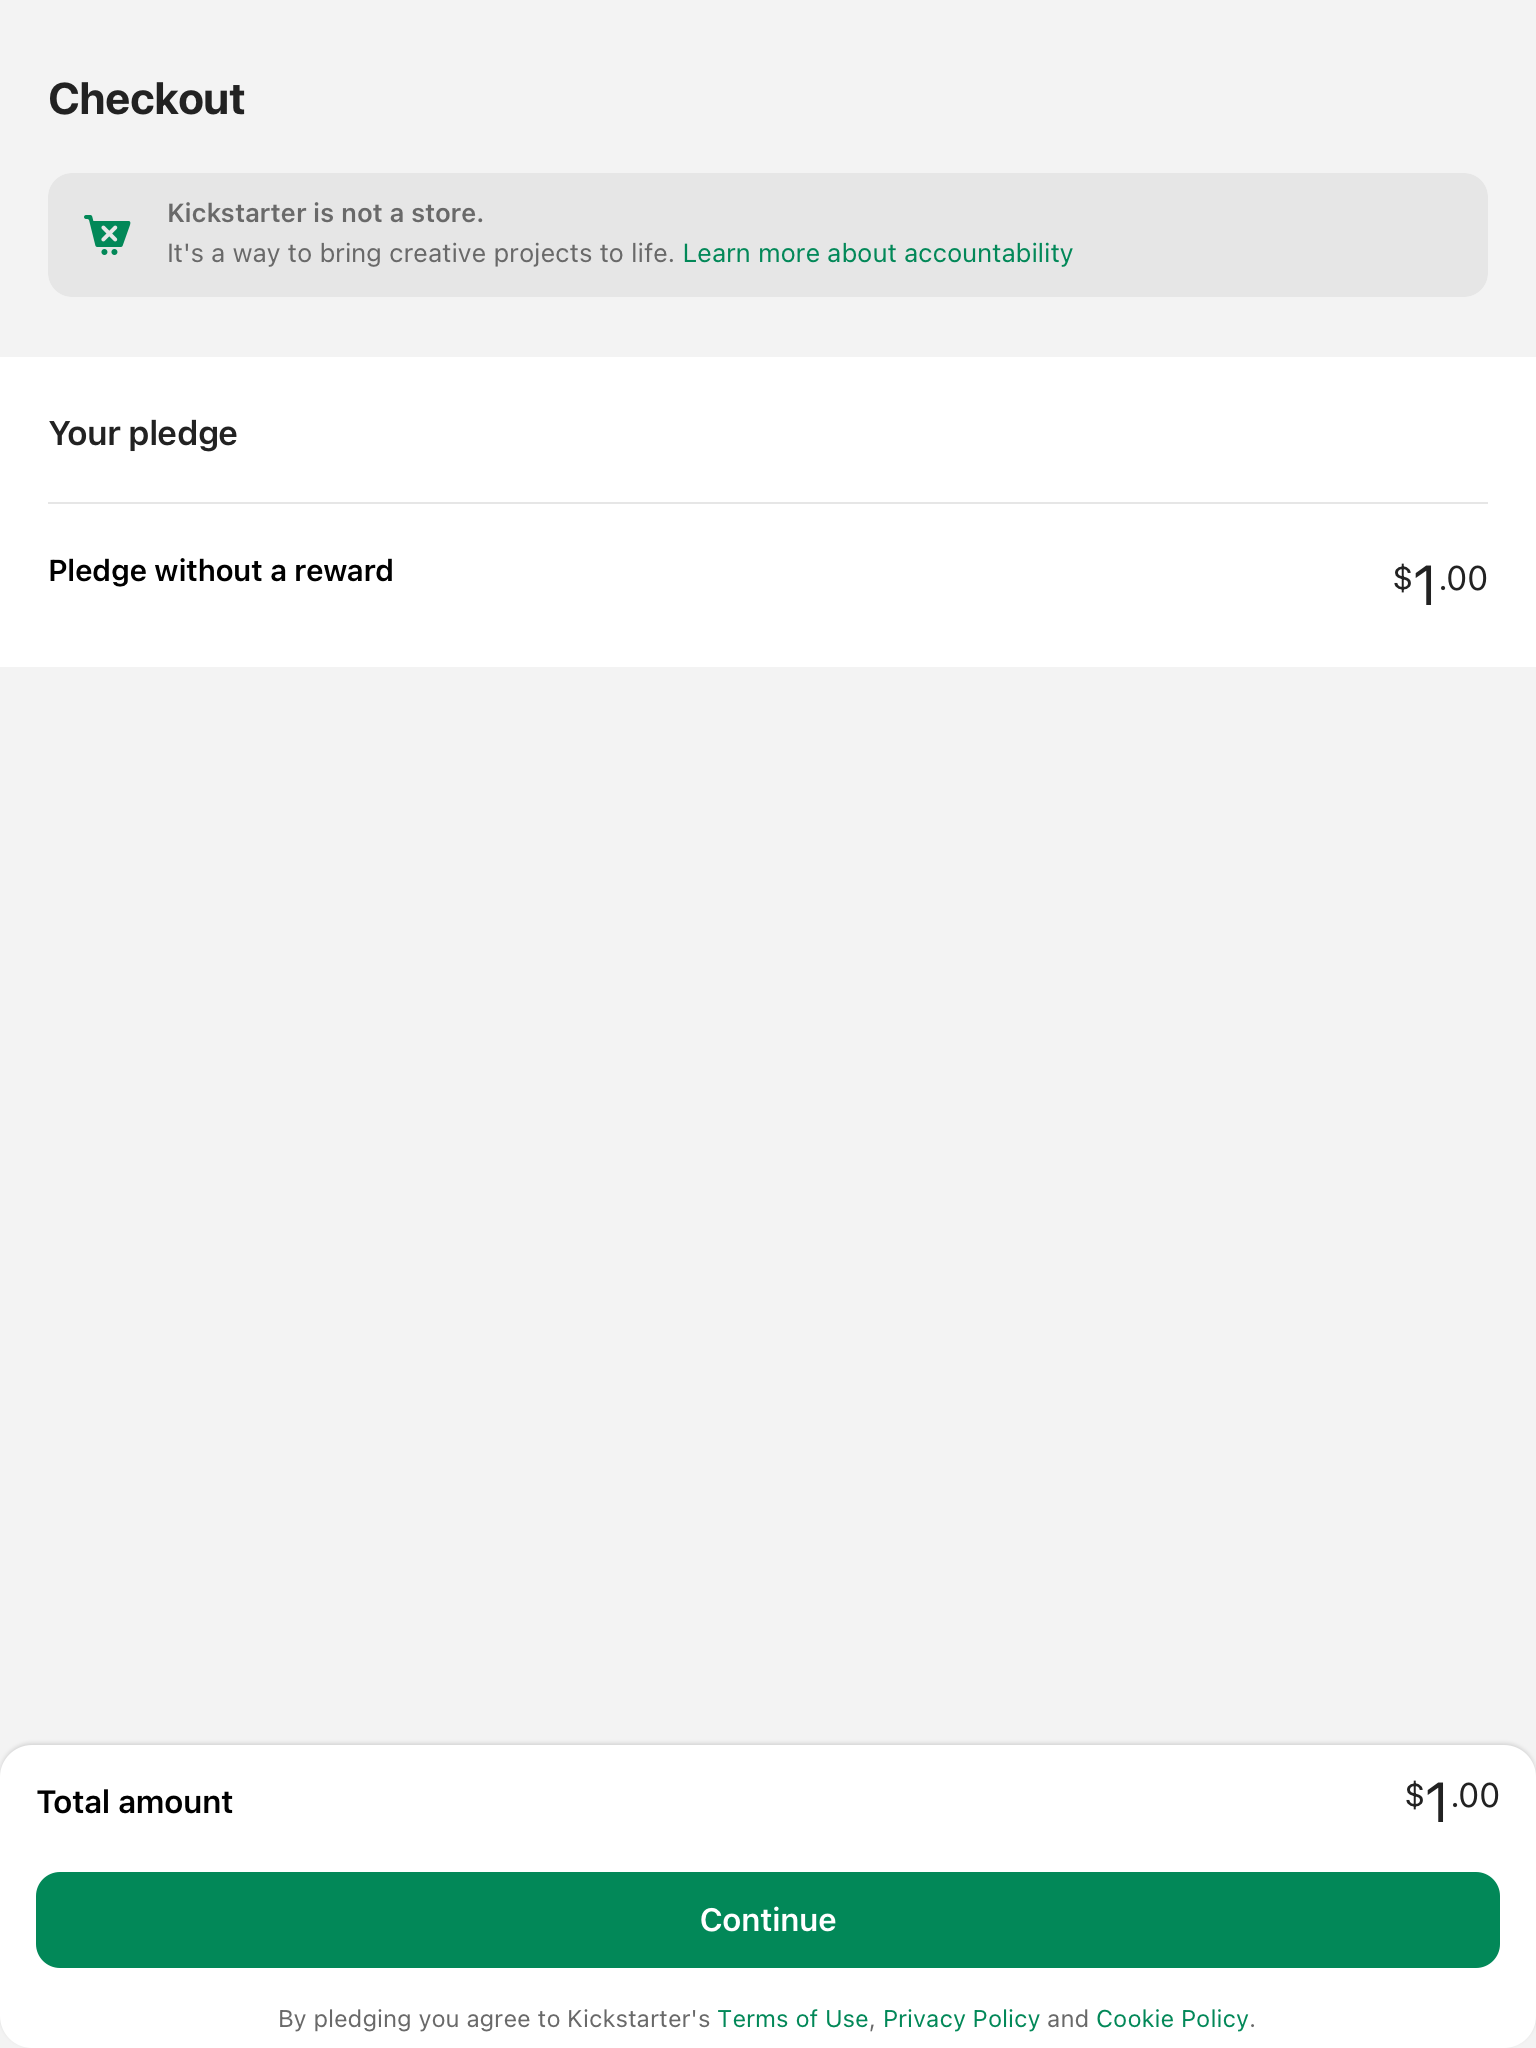 Checkout
Kickstarter is not a store.
It's a way to bring creative projects to life. Learn more about accountability
Your pledge
Pledge without a reward
$1.00
Total amount
$1.00
Continue
By pledging you agree to Kickstarter's Terms of Use, Privacy Policy and Cookie Policy.